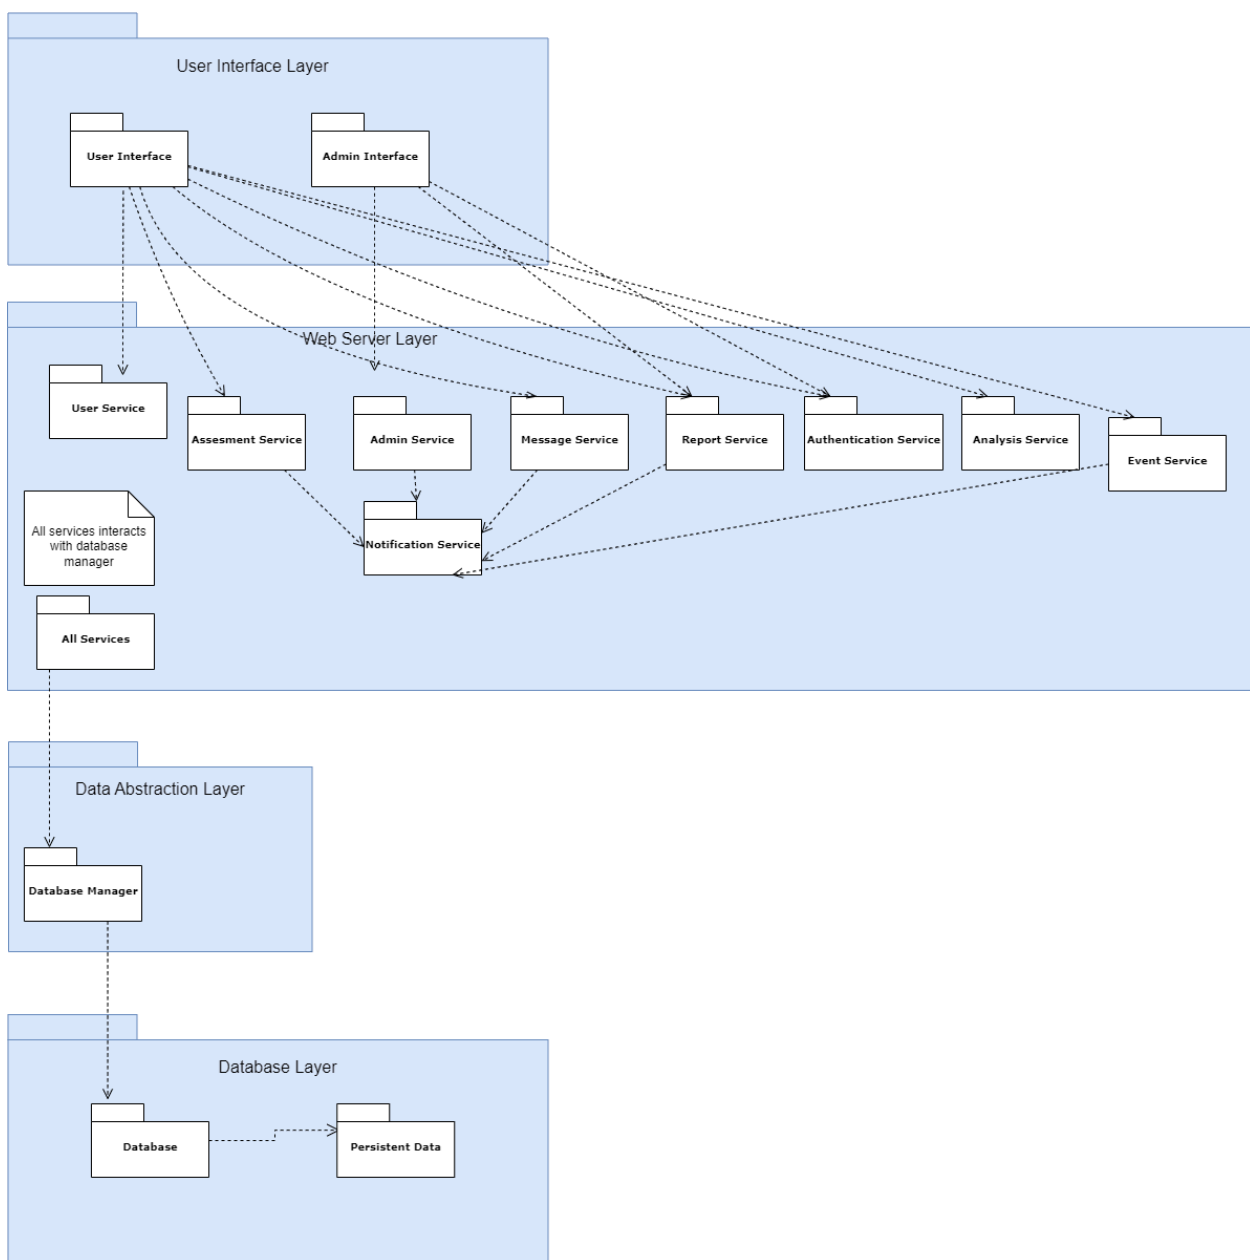 User Interface Layer
User Interface
Admin Interface
Web Server Layer
User Service
Assesment Service
Admin Service
Message Service
Report Service
Authentication Service
Analysis Service
Event Service
All services interacts
with database
manager
Notification Service
All Services
Data Abstraction Layer
Database Manager
Database Layer
Database
Persistent Data